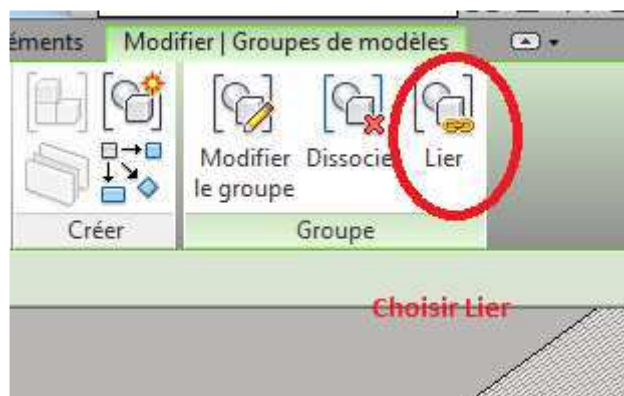 éments Modifier | Groupes de modèles
Modifier Dissocie Lier
le groupe
Créer Groupe
Choisir Lier